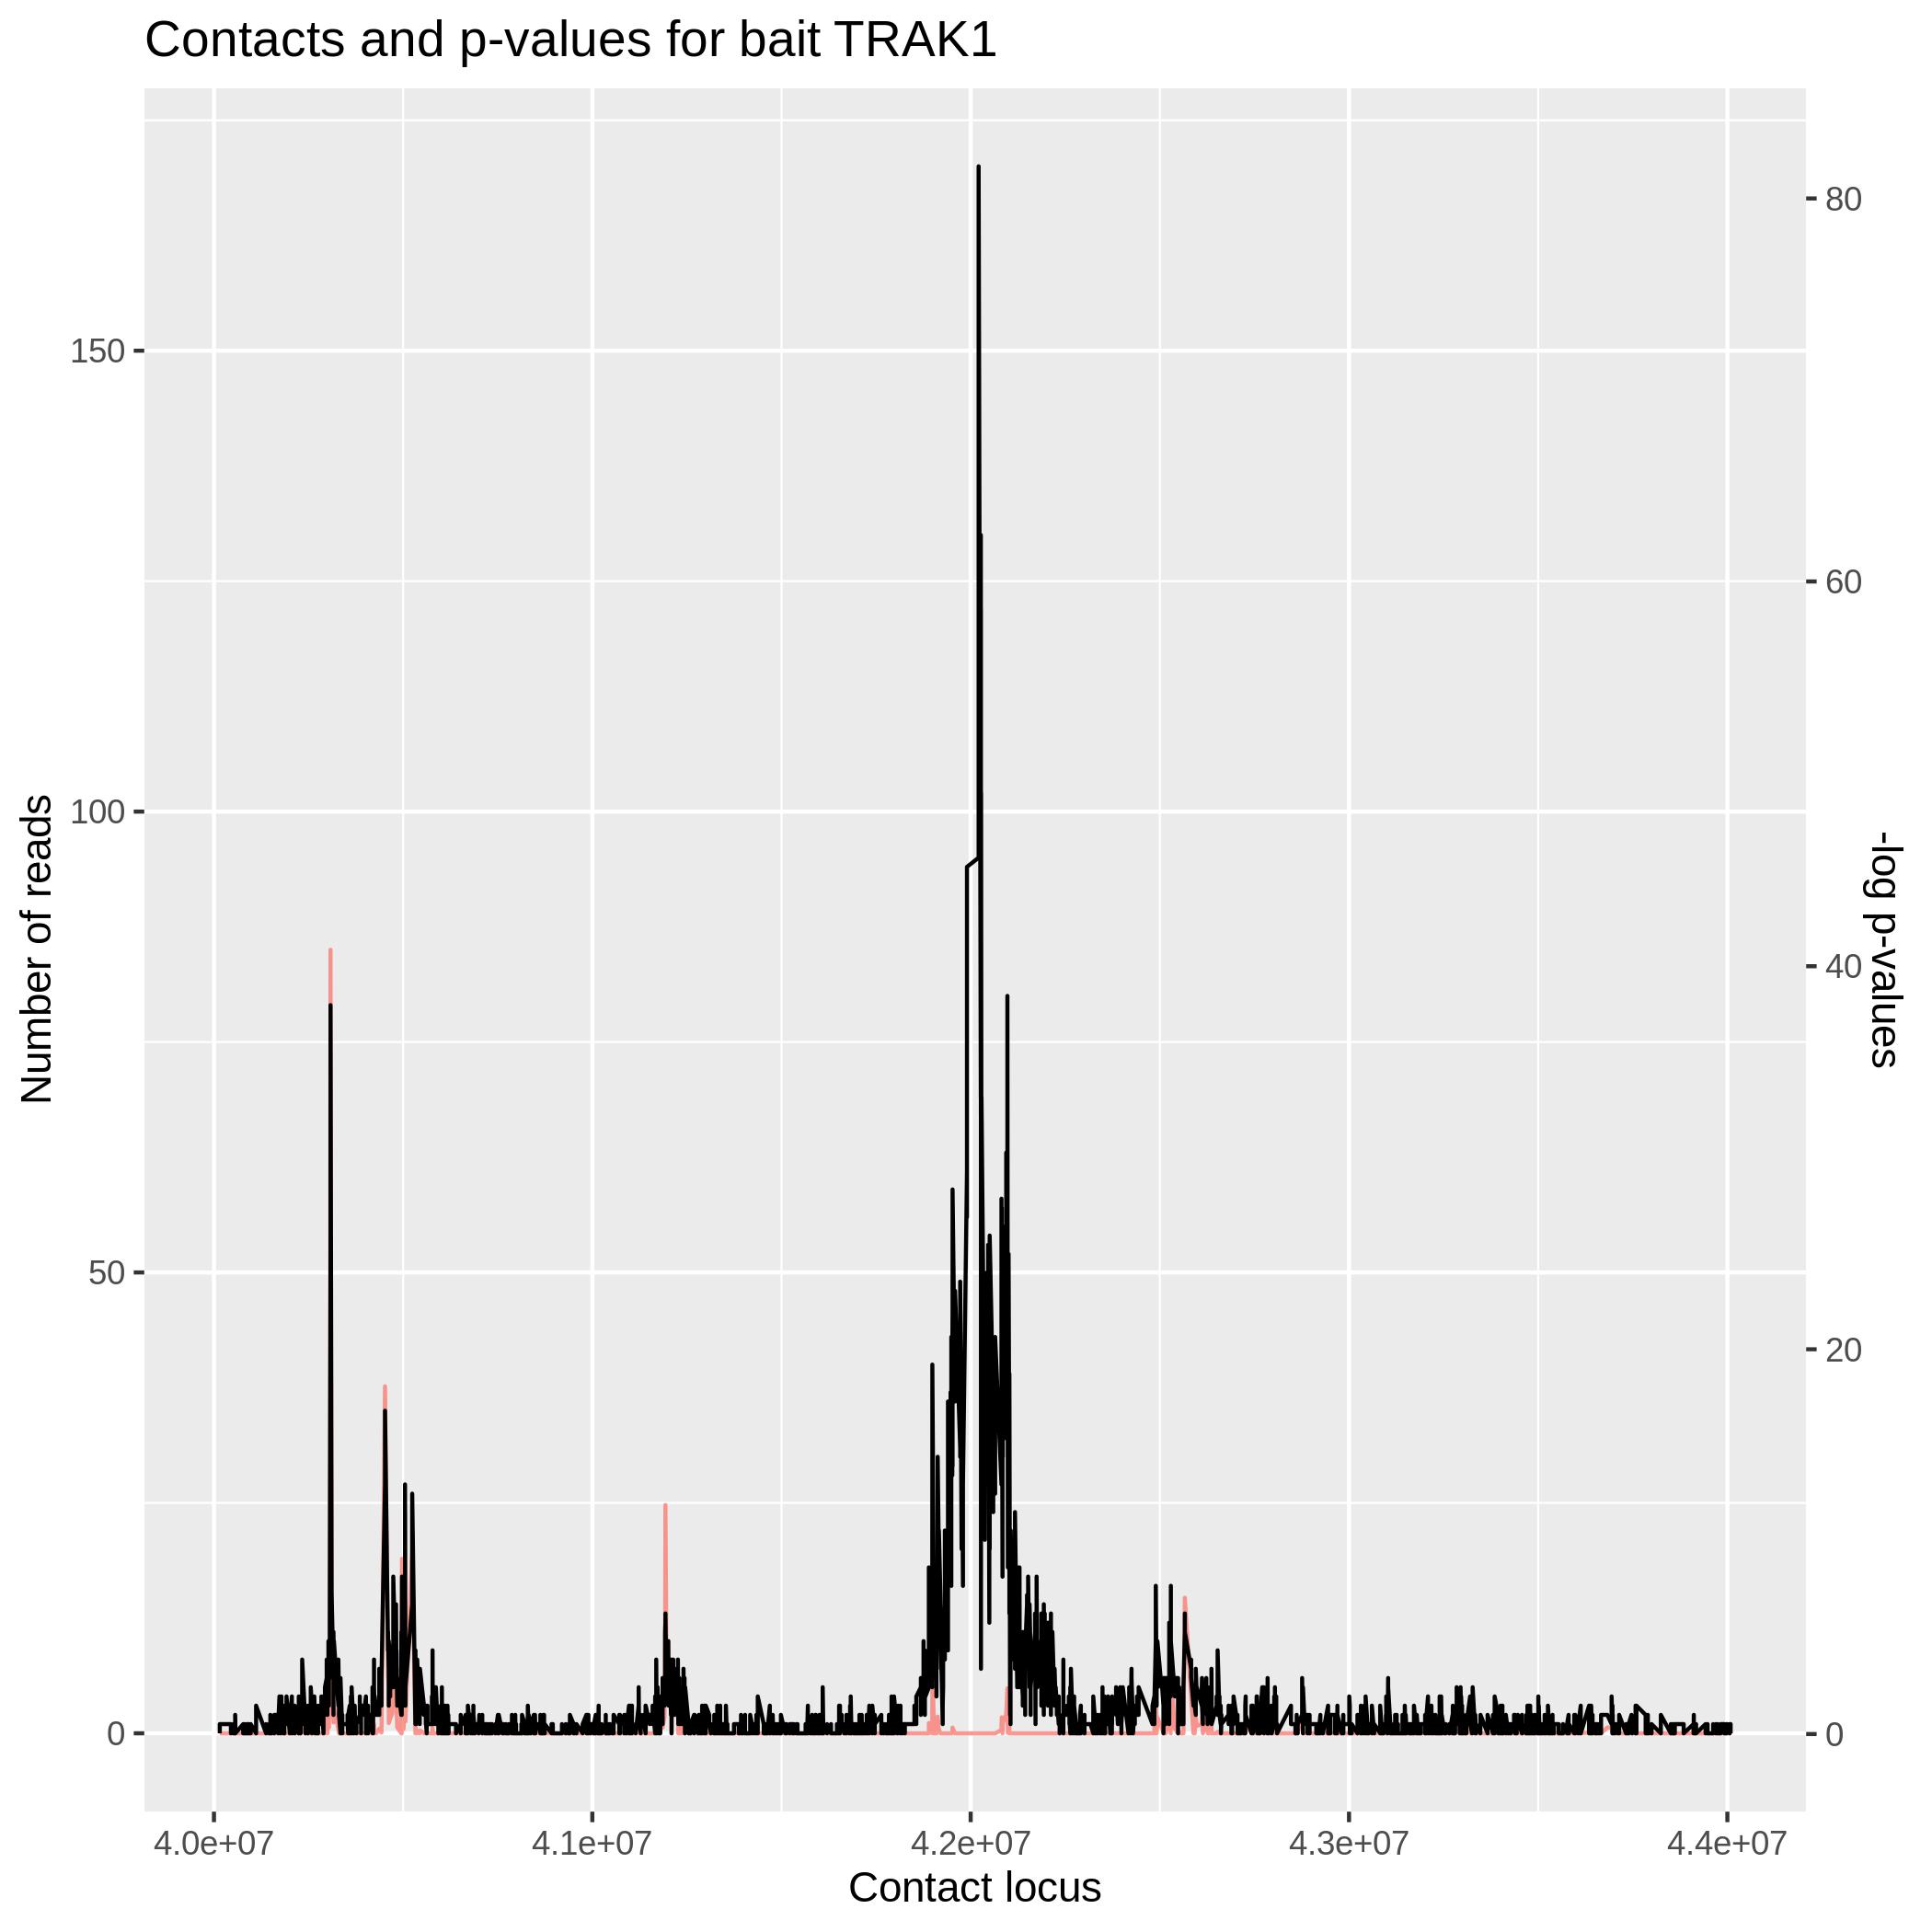 Contacts and p-values for bait TRAK1
Number of reads
150
100
50
0
80
60
40
20
0
-log p-values
4.0e+07 4.1e+07 4.2e+07 4.3e+07 4.4e+07
Contact locus